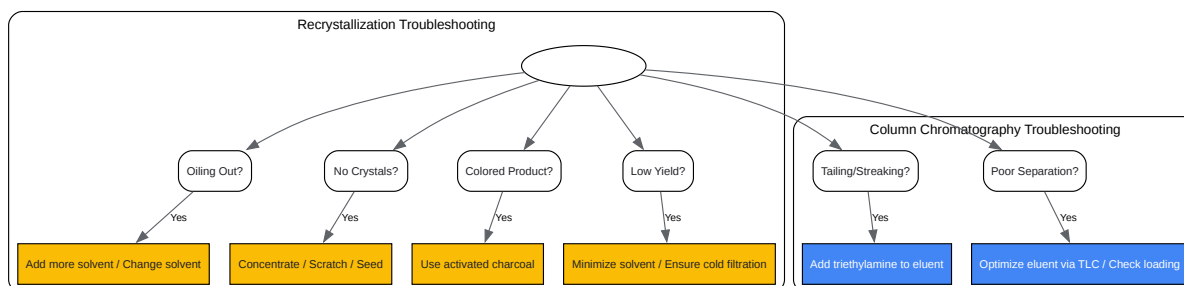 Recrystallization Troubleshooting
Column Chromatography Troubleshooting
Oiling Out?
No Crystals?
Colored Product?
Low Yield?
Tailing/Streaking?
Poor Separation?
Yes
Yes
Yes
Yes
Yes
Yes
Add more solvent / Change solvent
Concentrate / Scratch / Seed
Use activated charcoal
Minimize solvent / Ensure cold filtration
Add triethylamine to eluent
Optimize eluent via TLC / Check loading